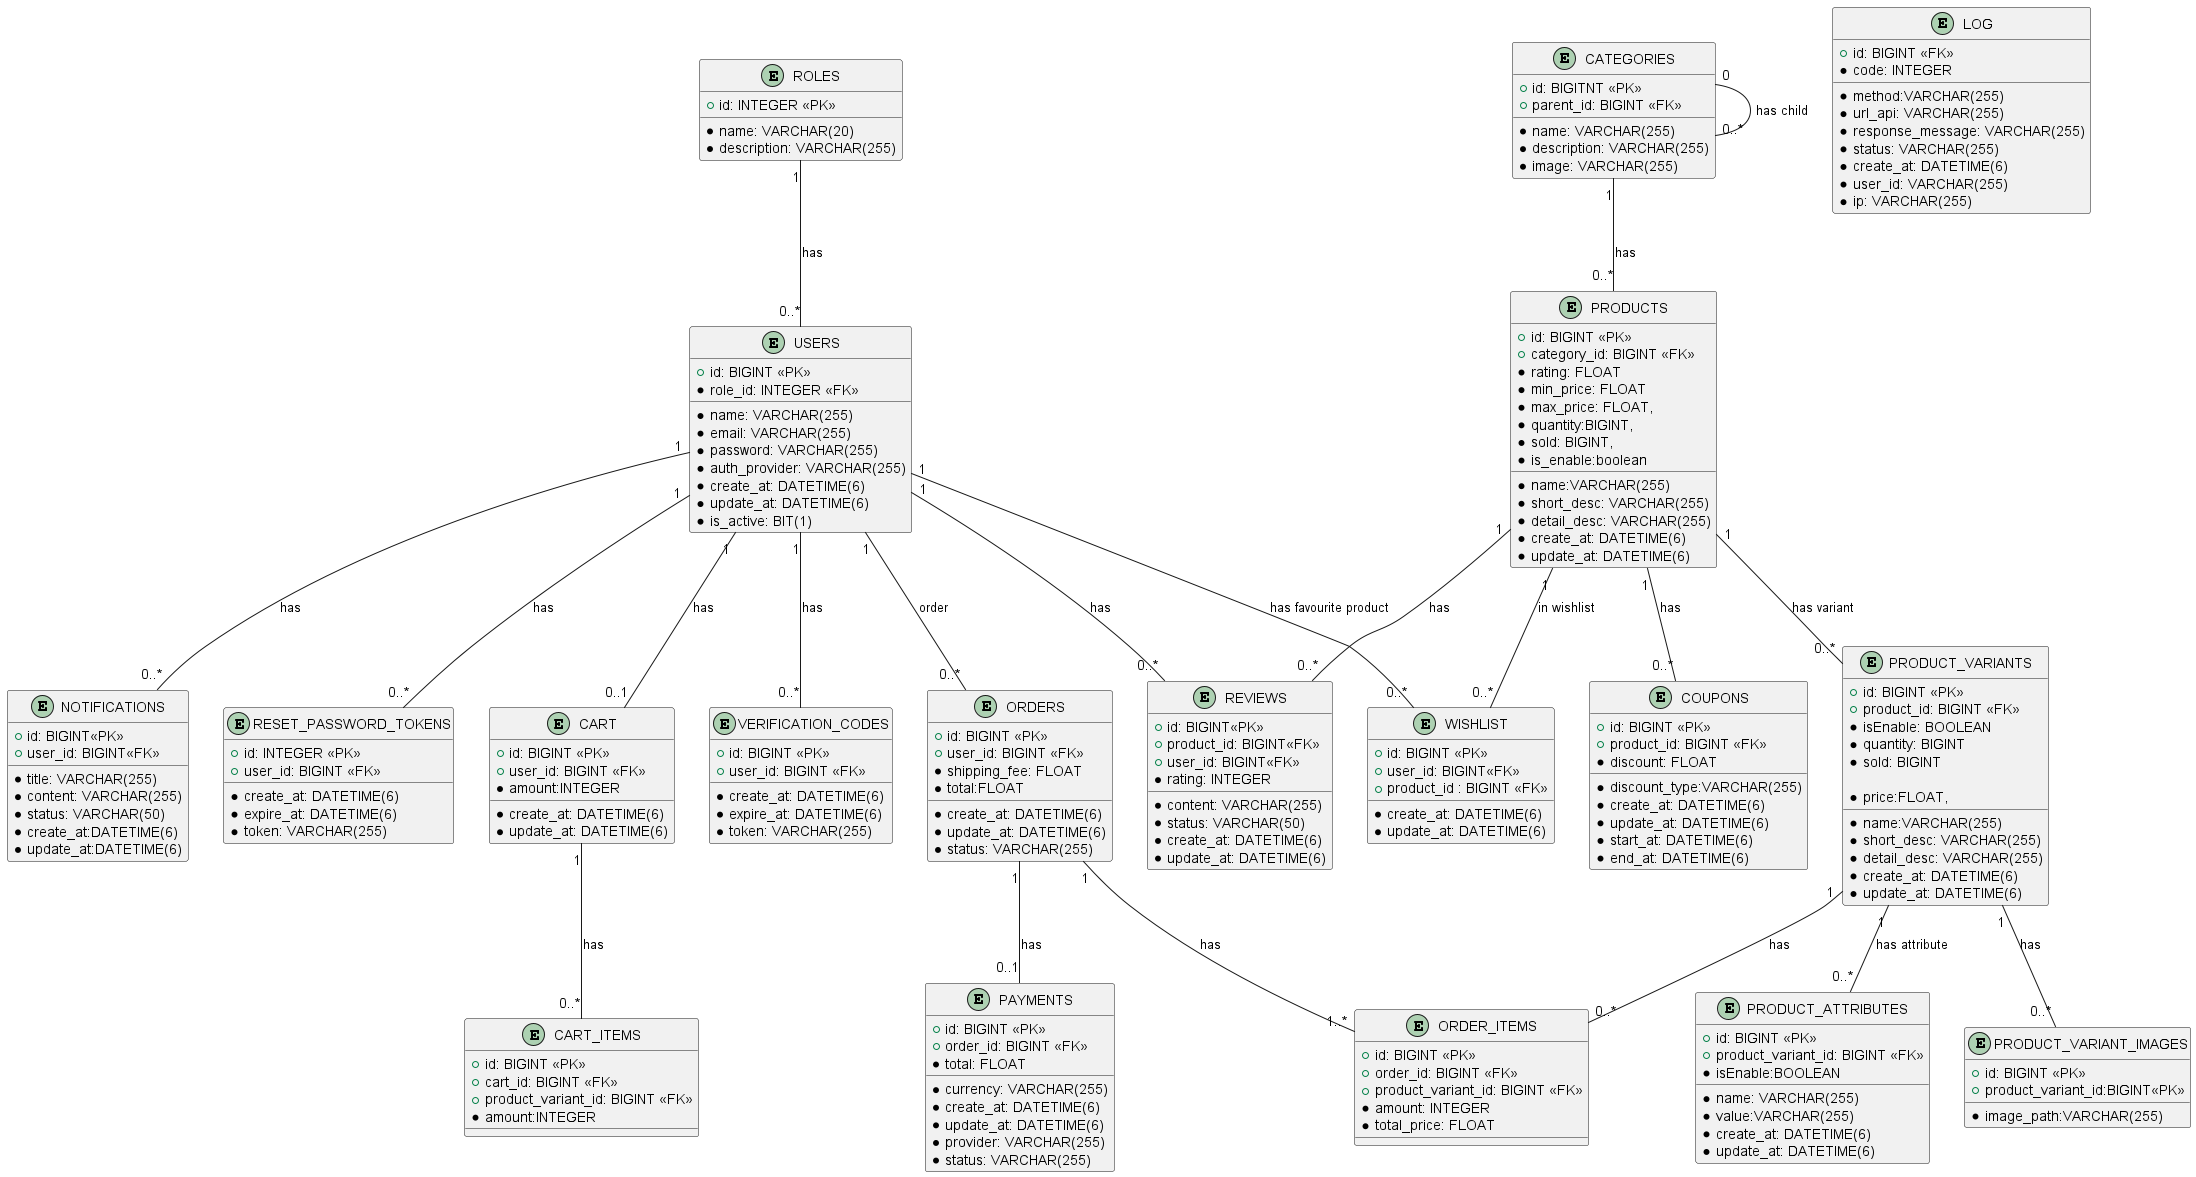 E ROLES
id: INTEGER «PK»
name: VARCHAR(20)
description: VARCHAR(255)
E CATEGORIES
id: BIGITNT «PK»
parent_id: BIGINT «FK»
name: VARCHAR(255)
description: VARCHAR(255)
image: VARCHAR(255)
0
has child
0..*
E LOG
id: BIGINT «FK»
code: INTEGER
method:VARCHAR(255)
url_api: VARCHAR(255)
response_message: VARCHAR(255)
status: VARCHAR(255)
create_at: DATETIME(6)
user_id: VARCHAR(255)
ip: VARCHAR(255)
1
has
0..*
1
has
0..*
E USERS
id: BIGINT «PK»
role_id: INTEGER «FK»
name: VARCHAR(255)
email: VARCHAR(255)
password: VARCHAR(255)
auth_provider: VARCHAR(255)
create_at: DATETIME(6)
update_at: DATETIME(6)
is_active: BIT(1)
E PRODUCTS
id: BIGINT «PK»
category_id: BIGINT «FK»
rating: FLOAT
min_price: FLOAT
max_price: FLOAT,
quantity:BIGINT,
sold: BIGINT,
is_enable:boolean
name:VARCHAR(255)
short_desc: VARCHAR(255)
detail_desc: VARCHAR(255)
create_at: DATETIME(6)
update_at: DATETIME(6)
1
has
0..*
1
has
0..*
1
has
0..1
1
has
0..*
1
order
0..*
1
has
0..*
1
has favourite product
0..*
1
has
0..*
1
in wishlist
0..*
1
has
0..*
1
has variant
0..*
E NOTIFICATIONS
id: BIGINT«PK»
user_id: BIGINT«FK»
title: VARCHAR(255)
content: VARCHAR(255)
status: VARCHAR(50)
create_at:DATETIME(6)
update_at:DATETIME(6)
E RESET_PASSWORD_TOKENS
id: INTEGER «PK»
user_id: BIGINT «FK»
create_at: DATETIME(6)
expire_at: DATETIME(6)
token: VARCHAR(255)
E CART
id: BIGINT «PK»
user_id: BIGINT «FK»
amount:INTEGER
create_at: DATETIME(6)
update_at: DATETIME(6)
E VERIFICATION_CODES
id: BIGINT «PK»
user_id: BIGINT «FK»
create_at: DATETIME(6)
expire_at: DATETIME(6)
token: VARCHAR(255)
E ORDERS
id: BIGINT «PK»
user_id: BIGINT «FK»
shipping_fee: FLOAT
total:FLOAT
create_at: DATETIME(6)
update_at: DATETIME(6)
status: VARCHAR(255)
E REVIEWS
id: BIGINT«PK»
product_id: BIGINT«FK»
user_id: BIGINT«FK»
rating: INTEGER
content: VARCHAR(255)
status: VARCHAR(50)
create_at: DATETIME(6)
update_at: DATETIME(6)
E WISHLIST
id: BIGINT «PK»
user_id: BIGINT«FK»
product_id : BIGINT «FK»
create_at: DATETIME(6)
update_at: DATETIME(6)
E COUPONS
id: BIGINT «PK»
product_id: BIGINT «FK»
discount: FLOAT
discount_type:VARCHAR(255)
create_at: DATETIME(6)
update_at: DATETIME(6)
start_at: DATETIME(6)
end_at: DATETIME(6)
E PRODUCT_VARIANTS
id: BIGINT «PK»
product_id: BIGINT «FK»
isEnable: BOOLEAN
quantity: BIGINT
sold: BIGINT
price:FLOAT,
name:VARCHAR(255)
short_desc: VARCHAR(255)
detail_desc: VARCHAR(255)
create_at: DATETIME(6)
update_at: DATETIME(6)
1
has
0..*
1
has
0..1
1
has
1..*
1
has
0..*
1
has attribute
0..*
1
has
0..*
E CART_ITEMS
id: BIGINT «PK»
cart_id: BIGINT «FK»
product_variant_id: BIGINT «FK»
amount:INTEGER
E PAYMENTS
id: BIGINT «PK»
order_id: BIGINT «FK»
total: FLOAT
currency: VARCHAR(255)
create_at: DATETIME(6)
update_at: DATETIME(6)
provider: VARCHAR(255)
status: VARCHAR(255)
E ORDER_ITEMS
id: BIGINT «PK»
order_id: BIGINT «FK»
product_variant_id: BIGINT «FK»
amount: INTEGER
total_price: FLOAT
E PRODUCT_ATTRIBUTES
id: BIGINT «PK»
product_variant_id: BIGINT «FK»
isEnable:BOOLEAN
name: VARCHAR(255)
value:VARCHAR(255)
create_at: DATETIME(6)
update_at: DATETIME(6)
E PRODUCT_VARIANT_IMAGES
id: BIGINT «PK»
product_variant_id:BIGINT«PK»
image_path:VARCHAR(255)